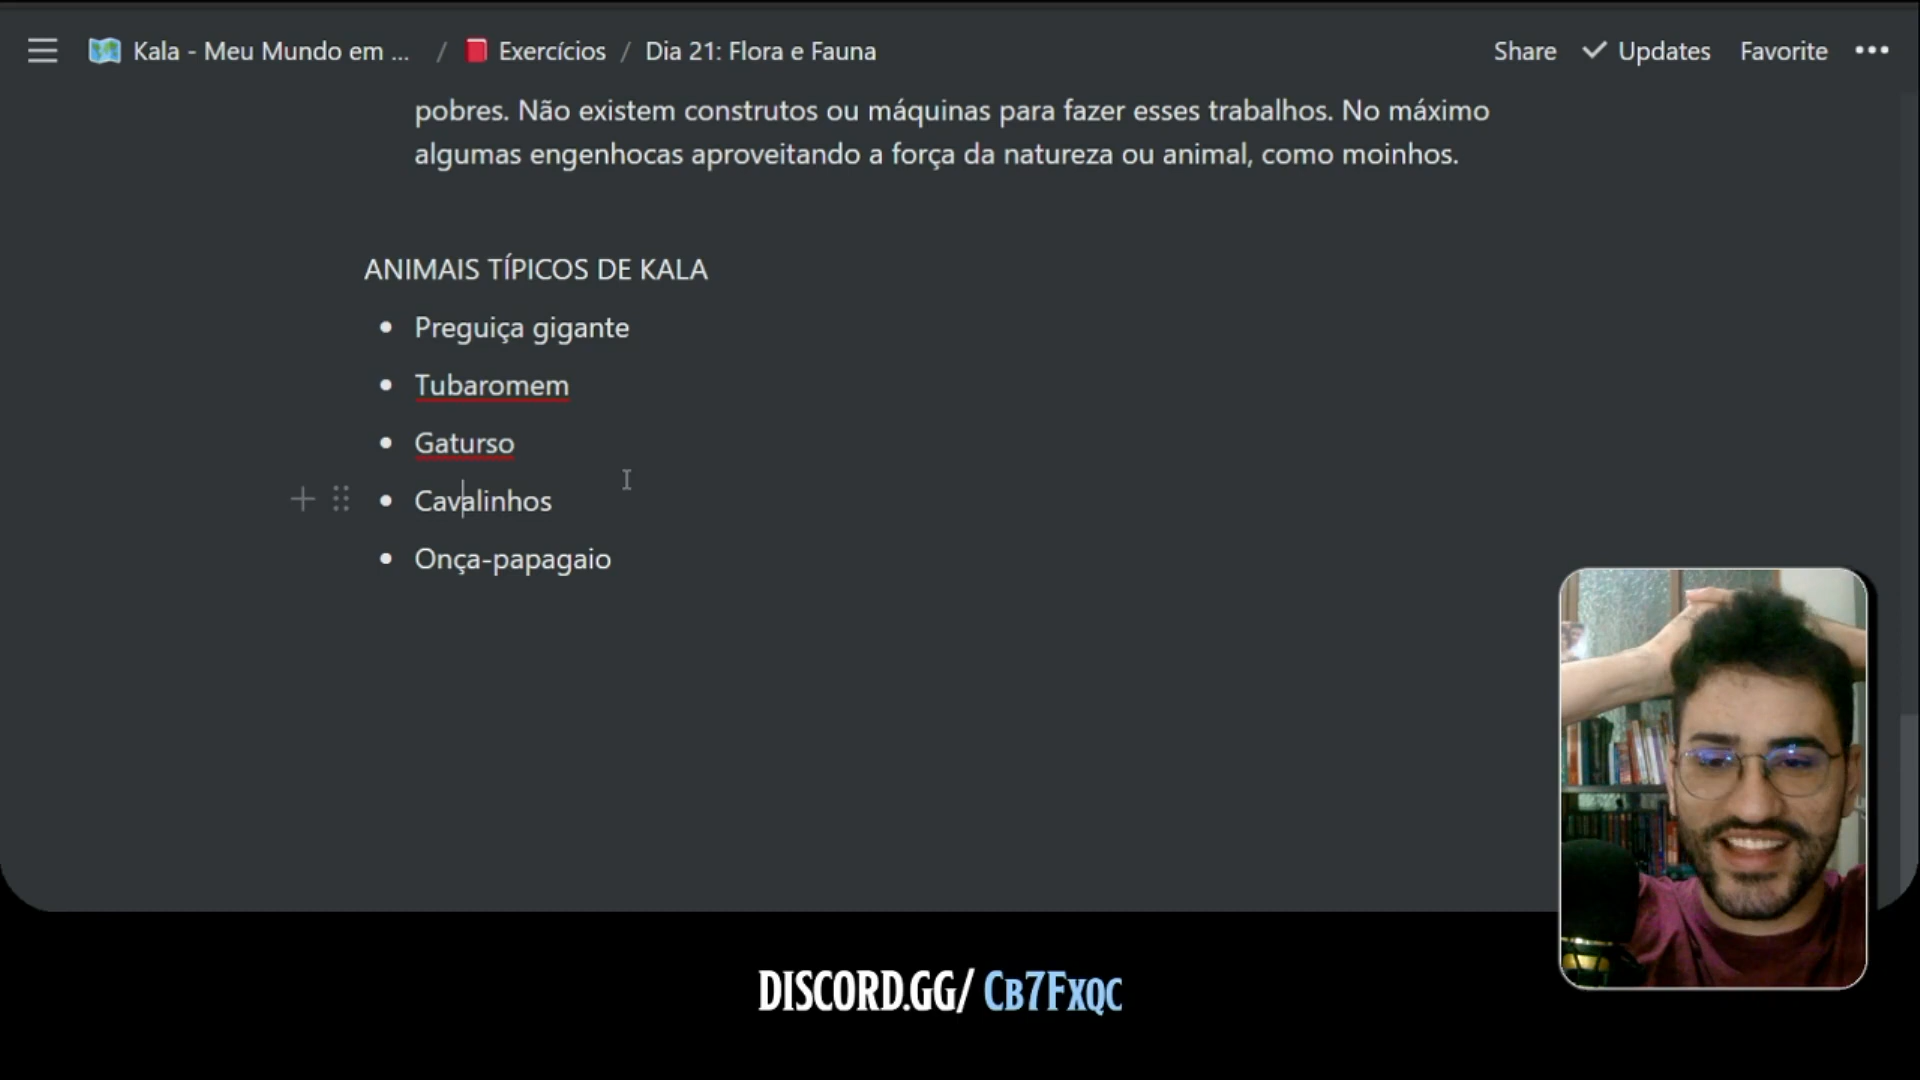 Kala - Meu Mundo em ... / Exercícios / Dia 21: Flora e Fauna Share Updates Favorite
pobres. Não existem construtos ou máquinas para fazer esses trabalhos. No máximo
algumas engenhocas aproveitando a força da natureza ou animal, como moinhos.
ANIMAIS TÍPICOS DE KALA
Preguiça gigante
Tubaromem
Gaturso
Cavalinhos
Onça-papagaio
DISCORD.GG/ CB7FXQC